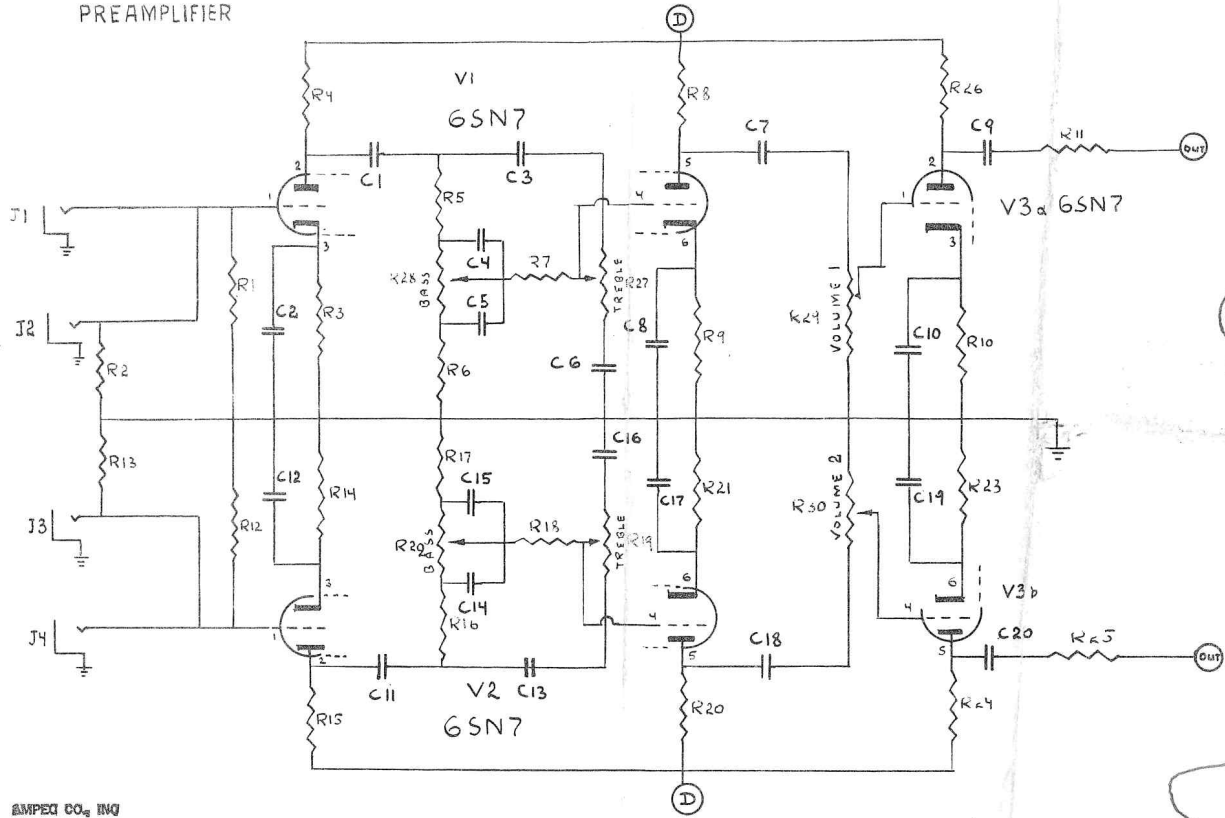 PREAMPLIFIER
D
R4
V1
6SN7
R8
R26
C7
C9
R11
OUT
2
C1
C3
5
2
1
R5
4
1
V3a 6SN7
J1
3
C4
6
3
R7
R28
BASS
R27
TREBLE
VOLUME 1
R29
R1
C2
R3
C5
C8
R9
C10
R10
J2
R2
R6
C6
R13
C12
R14
R17
C16
C15
C17
R21
VOLUME 2
R30
C19
R23
J3
R12
R18
BASS
R19
TREBLE
C14
3
6
6
V3b
J4
1
R16
4
4
C20
R25
OUT
2
C11
V2
C13
5
C18
5
R15
6SN7
R20
R24
D
AMPEG CO., INC